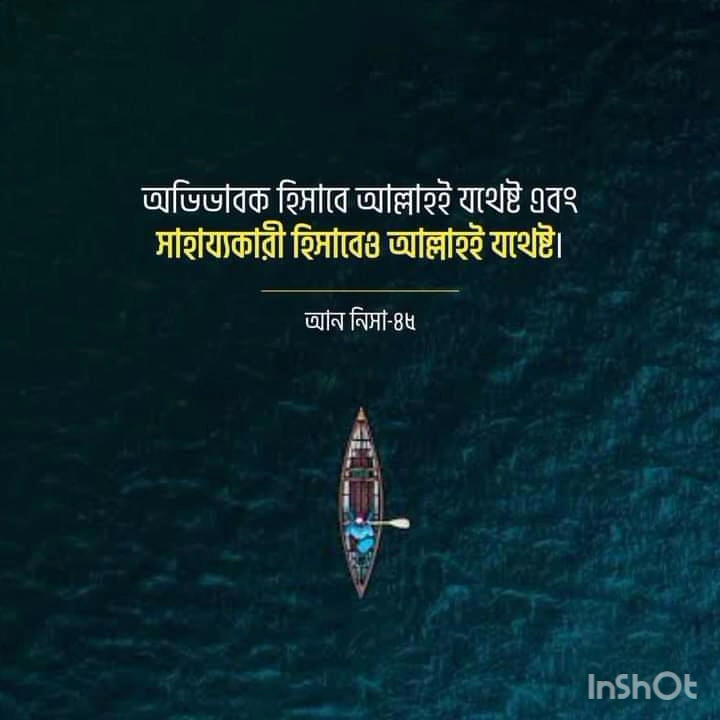 অভিভাবক হিসাবে আল্লাহই যথেষ্ট এবং
সাহায্যকারী হিসাবেও আল্লাহই যথেষ্ট।
আন নিসা-৪৫
InShOt